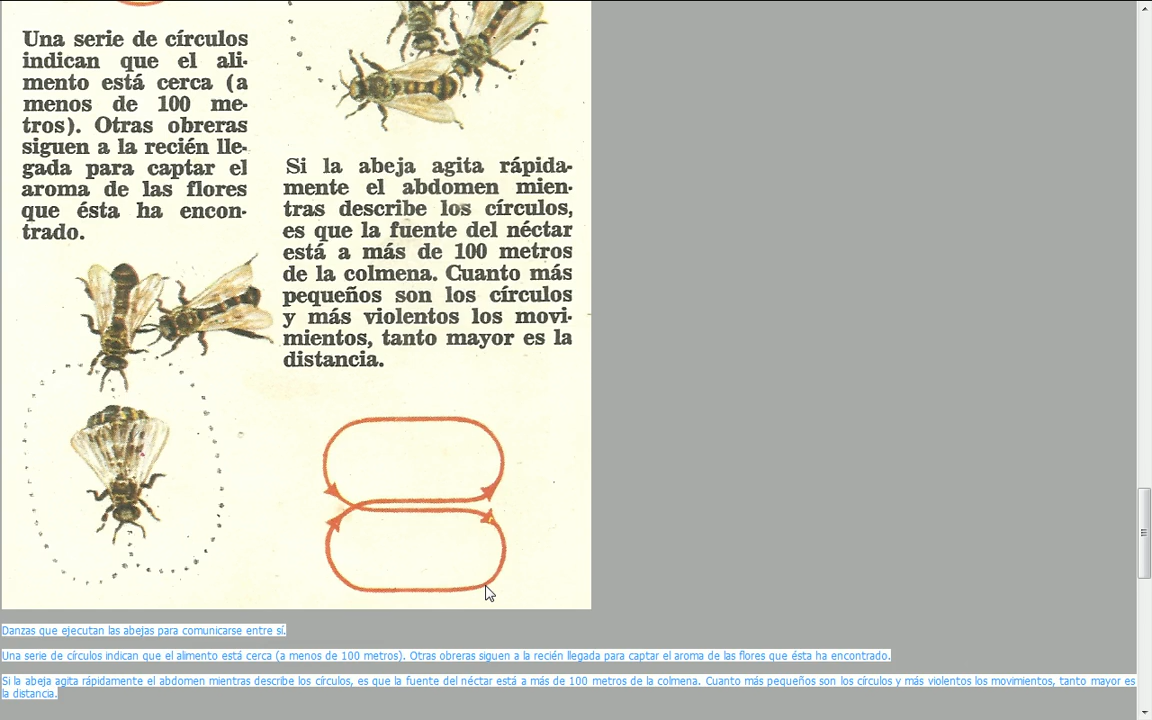 Una serie de círculos
indican que el ali-
mento está cerca (a
menos de 100 me-
tros). Otras obreras
siguen a la recién lle-
gada para captar el
aroma de las flores
que ésta ha encon-
trado.
Si la abeja agita rápida-
mente el abdomen mien-
tras describe los círculos,
es que la fuente del néctar
está a más de 100 metros
de la colmena. Cuanto más
pequeños son los círculos
y más violentos los movi-
mientos, tanto mayor es la
distancia.
Danzas que ejecutan las abejas para comunicarse entre sí.
Una serie de círculos indican que el alimento está cerca (a menos de 100 metros). Otras obreras siguen a la recién llegada para captar el aroma de las flores que ésta ha encontrado.
Si la abeja agita rápidamente el abdomen mientras describe los círculos, es que la fuente del néctar está a más de 100 metros de la colmena. Cuanto más pequeños son los círculos y más violentos los movimientos, tanto mayor es
la distancia.